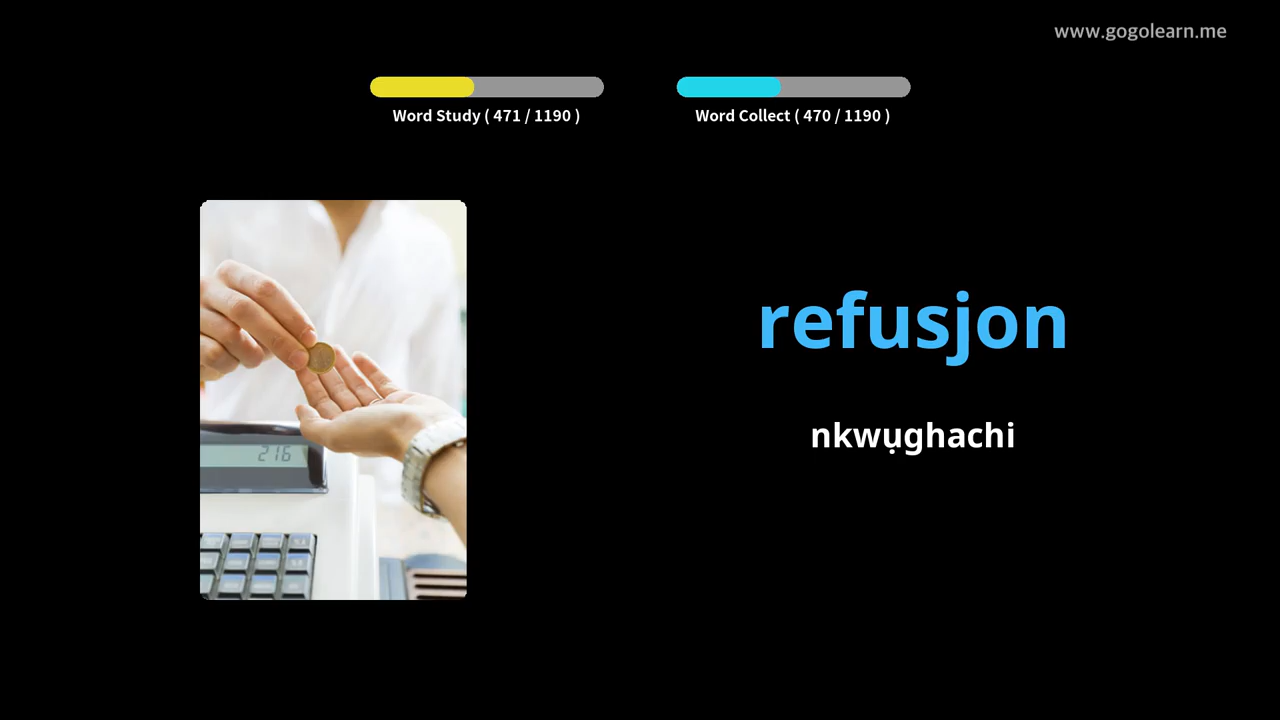 www.gogolearn.me
Word Study ( 471 / 1190 )
Word Collect ( 470 / 1190 )
refusjon
nkwụghachi
216